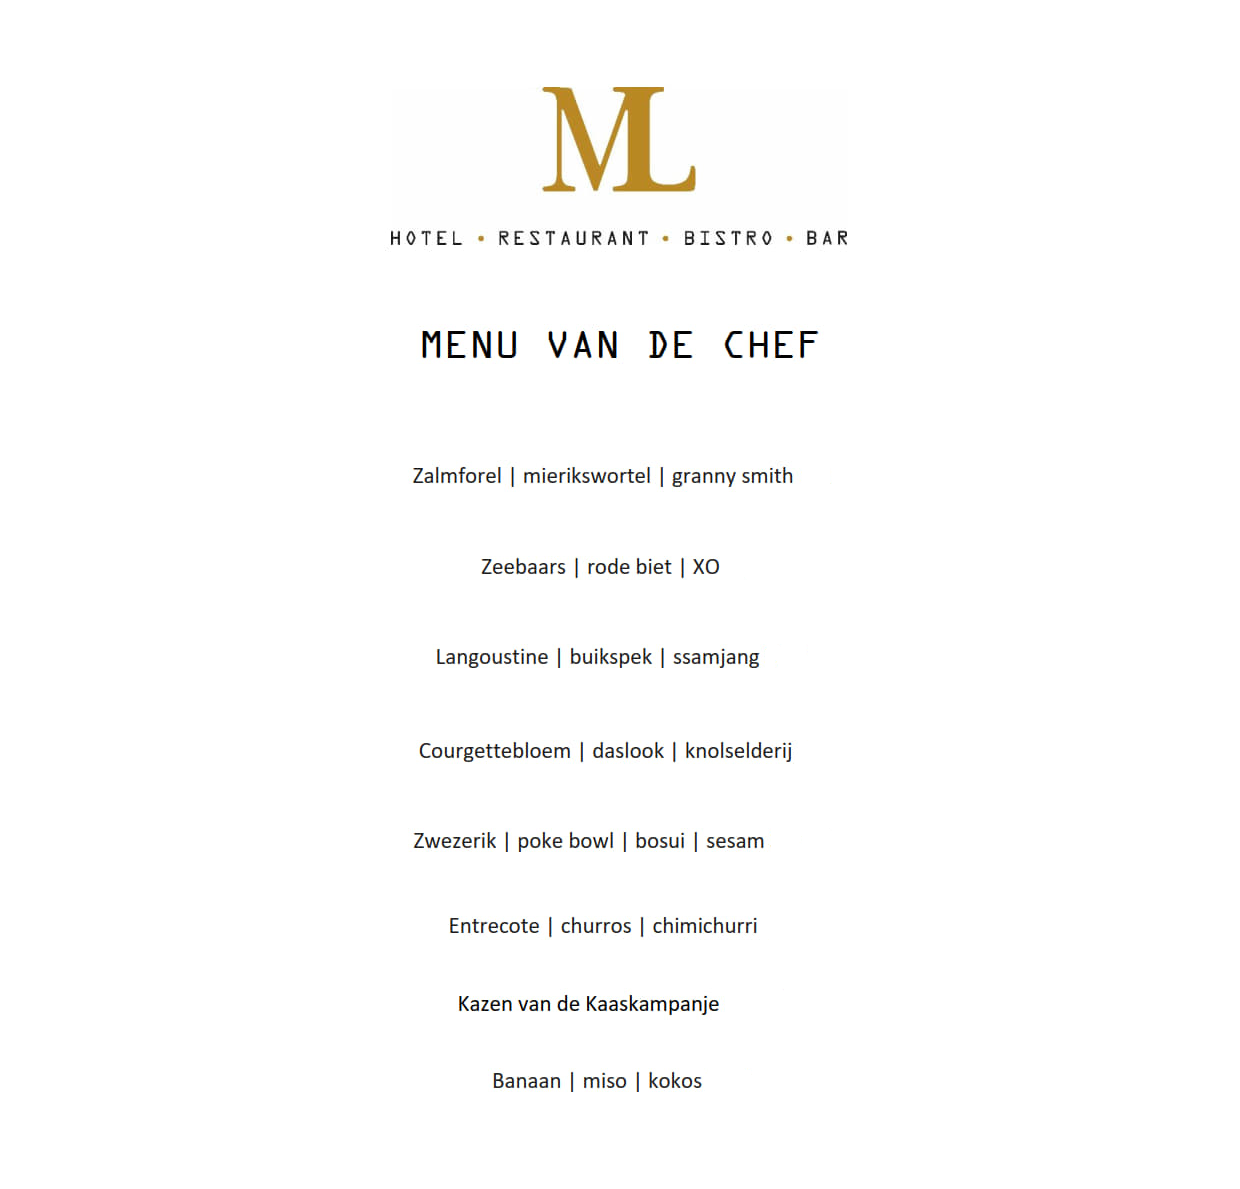 ML
HOTEL • RESTAURANT • BISTRO • BAR
MENU VAN DE CHEF
Zalmforel | mierikswortel | granny smith
Zeebaars | rode biet | XO
Langoustine | buikspek | ssamjang
Courgettebloem | daslook | knolselderij
Zwezerik | poke bowl | bosui | sesam
Entrecote | churros | chimichurri
Kazen van de Kaaskampanje
Banaan | miso | kokos